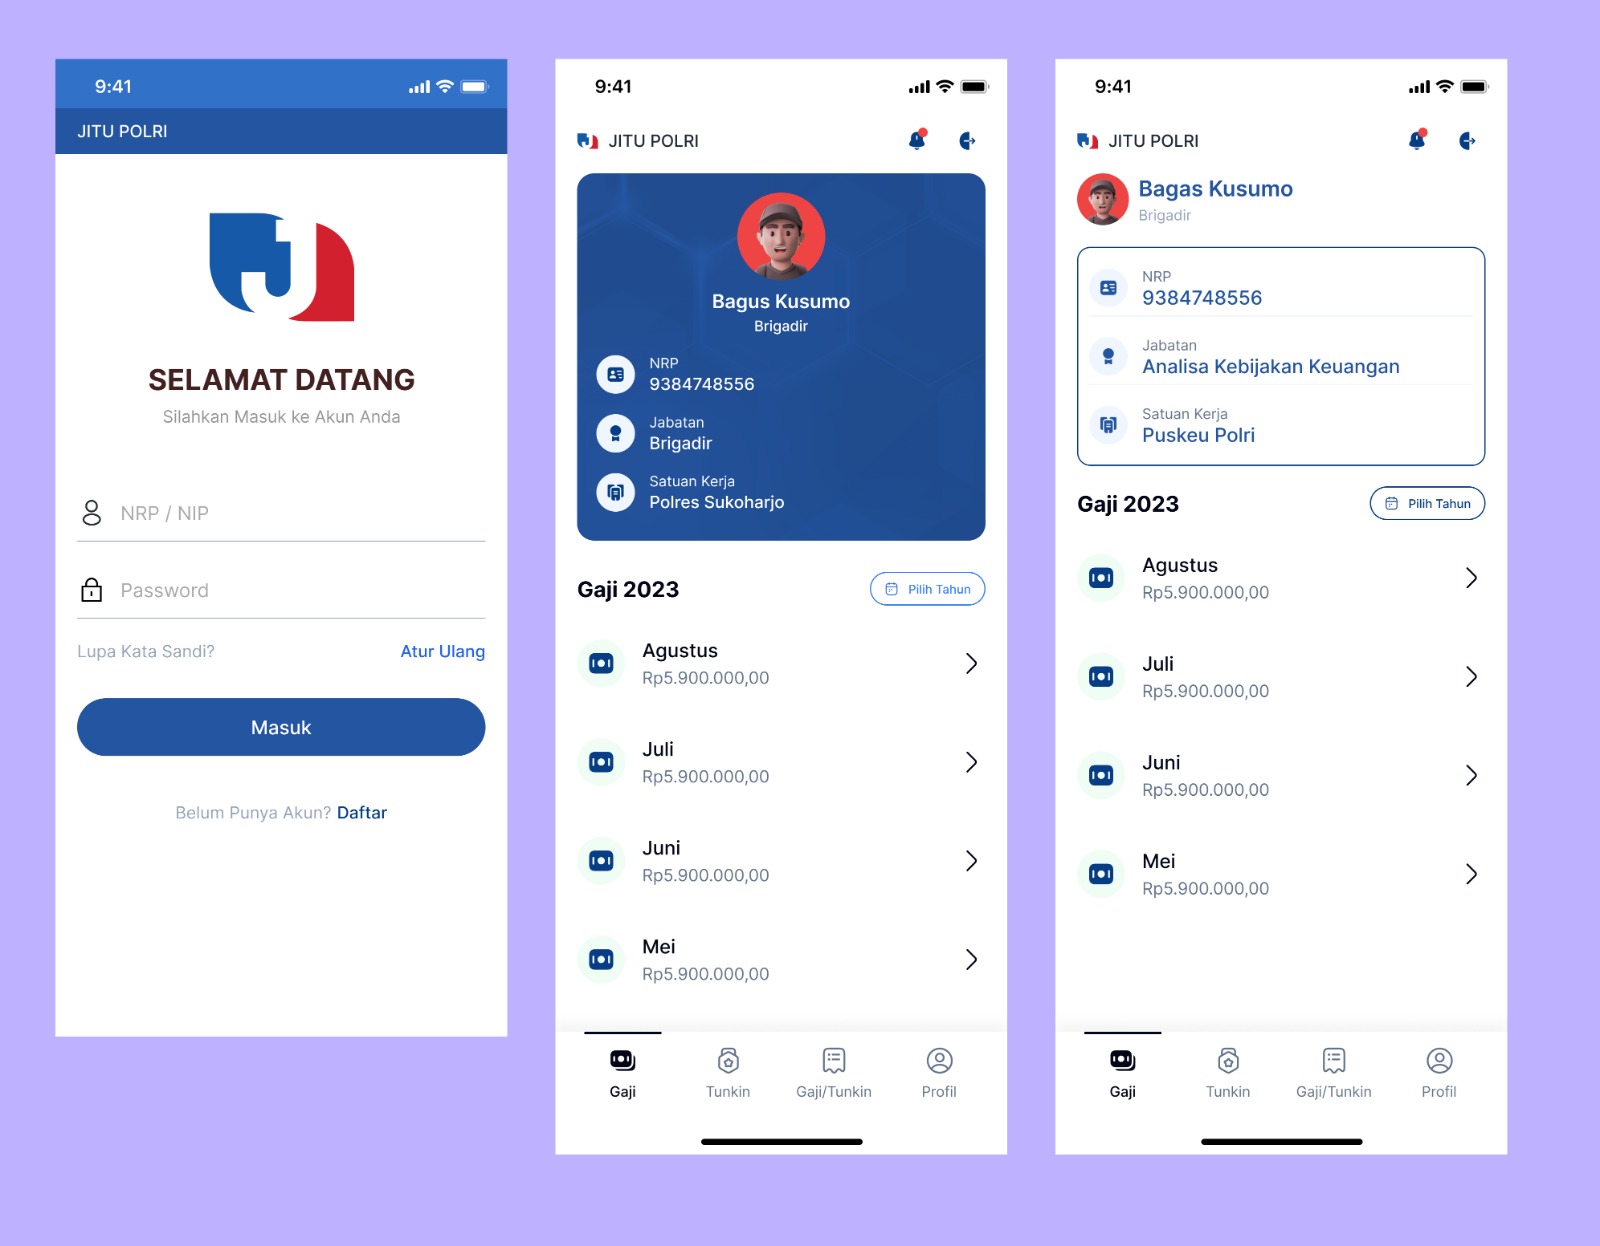 9:41
JITU POLRI
SELAMAT DATANG
Silahkan Masuk ke Akun Anda
NRP / NIP
Password
Lupa Kata Sandi? Atur Ulang
Masuk
Belum Punya Akun? Daftar
9:41
JITU POLRI
Bagus Kusumo
Brigadir
NRP
9384748556
Jabatan
Brigadir
Satuan Kerja
Polres Sukoharjo
Gaji 2023 Pilih Tahun
Agustus
Rp5.900.000,00
Juli
Rp5.900.000,00
Juni
Rp5.900.000,00
Mei
Rp5.900.000,00
Gaji Tunkin Gaji/Tunkin Profil
9:41
JITU POLRI
Bagas Kusumo
Brigadir
NRP
9384748556
Jabatan
Analisa Kebijakan Keuangan
Satuan Kerja
Puskeu Polri
Gaji 2023 Pilih Tahun
Agustus
Rp5.900.000,00
Juli
Rp5.900.000,00
Juni
Rp5.900.000,00
Mei
Rp5.900.000,00
Gaji Tunkin Gaji/Tunkin Profil